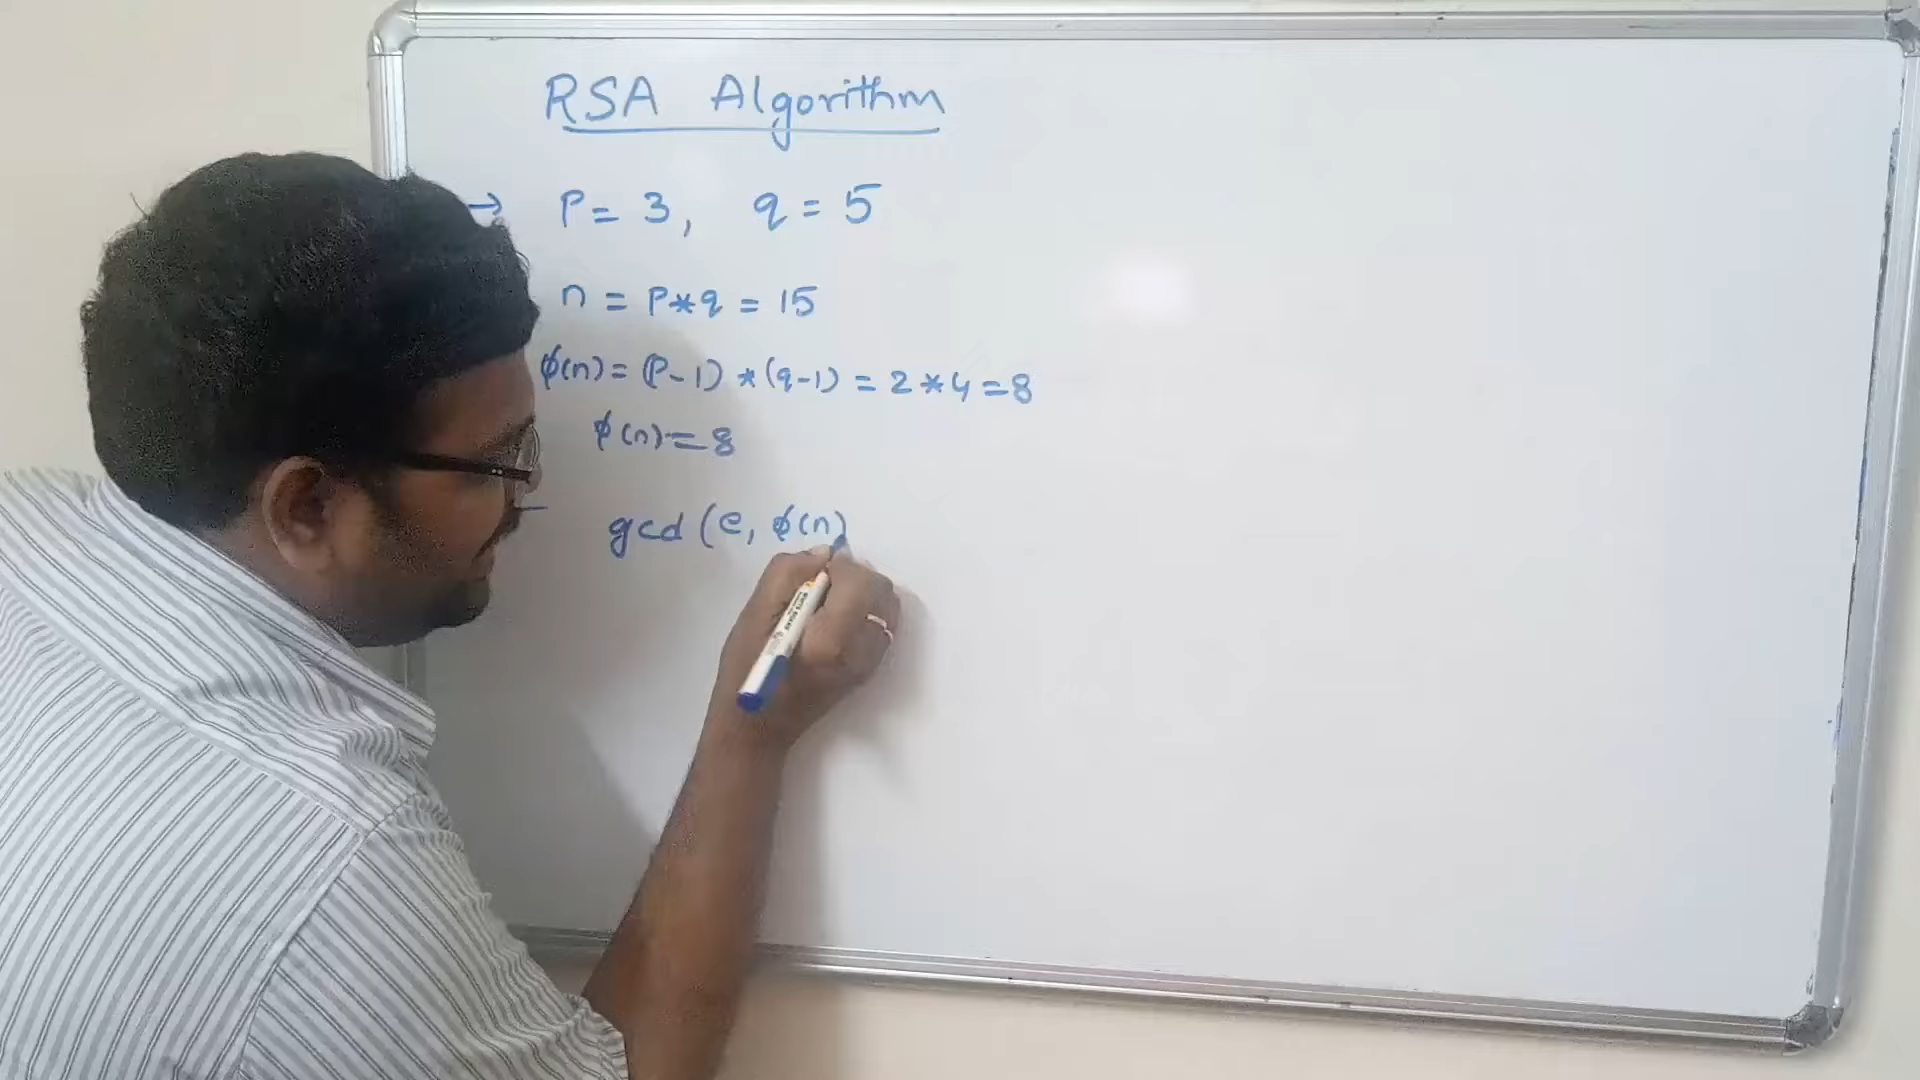 RSA Algorithm
→ P = 3, q = 5
n = P*q = 15
ϕ(n) = (P-1) * (q-1) = 2 * 4 = 8
ϕ(n) = 8
gcd (e, ϕ(n)